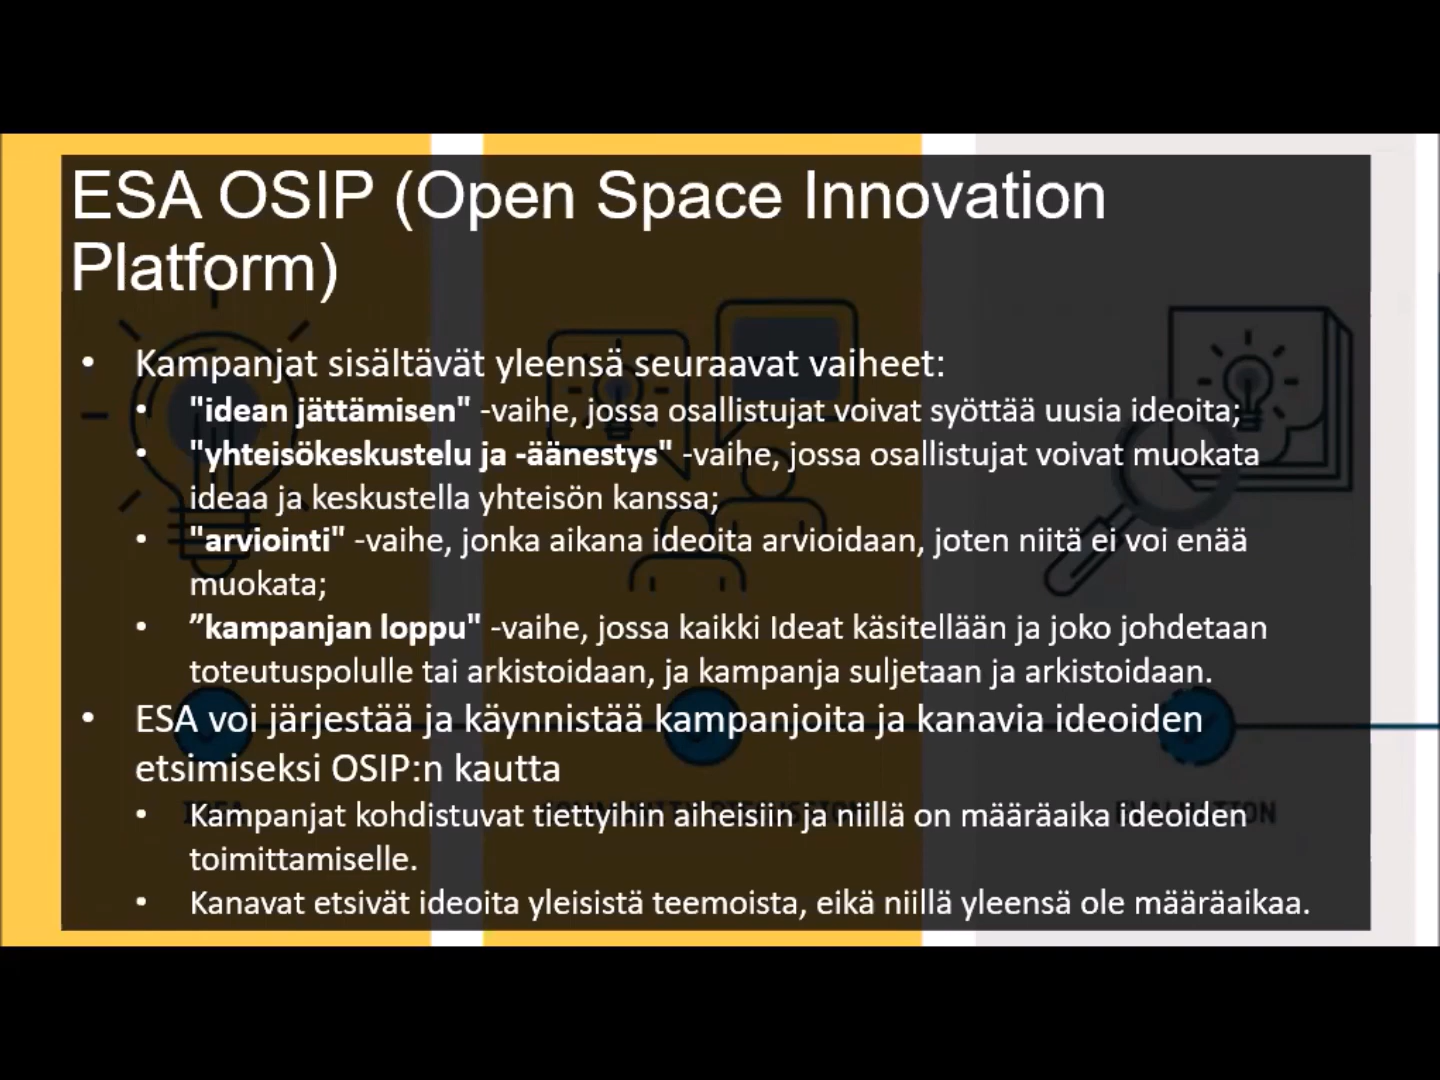 ESA OSIP (Open Space Innovation
Platform)
• Kampanjat sisältävät yleensä seuraavat vaiheet:
• "idean jättämisen" -vaihe, jossa osallistujat voivat syöttää uusia ideoita;
• "yhteisökeskustelu ja -äänestys" -vaihe, jossa osallistujat voivat muokata
ideaa ja keskustella yhteisön kanssa;
• "arviointi" -vaihe, jonka aikana ideoita arvioidaan, joten niitä ei voi enää
muokata;
• ”kampanjan loppu" -vaihe, jossa kaikki Ideat käsitellään ja joko johdetaan
toteutuspolulle tai arkistoidaan, ja kampanja suljetaan ja arkistoidaan.
• ESA voi järjestää ja käynnistää kampanjoita ja kanavia ideoiden
etsimiseksi OSIP:n kautta
• Kampanjat kohdistuvat tiettyihin aiheisiin ja niillä on määräaika ideoiden
toimittamiselle.
• Kanavat etsivät ideoita yleisistä teemoista, eikä niillä yleensä ole määräaikaa.